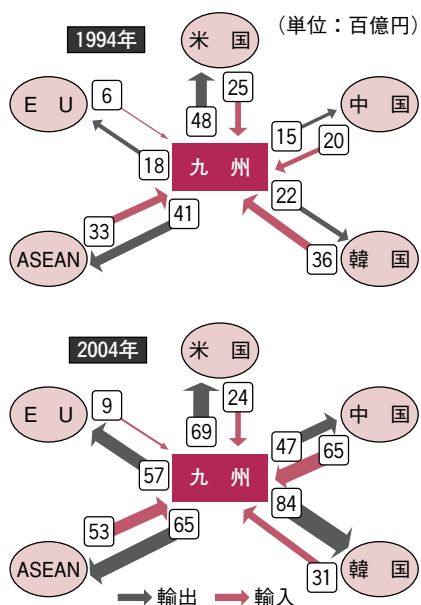 1994年
(単位:百億円)
米 国
E U
6
25
中 国
48
15
20
18
九 州
22
33
41
36
ASEAN
韓 国
2004年
米 国
E U
9
24
中 国
69
47
65
57
九 州
84
53
65
31
ASEAN
韓 国
輸出 輸入